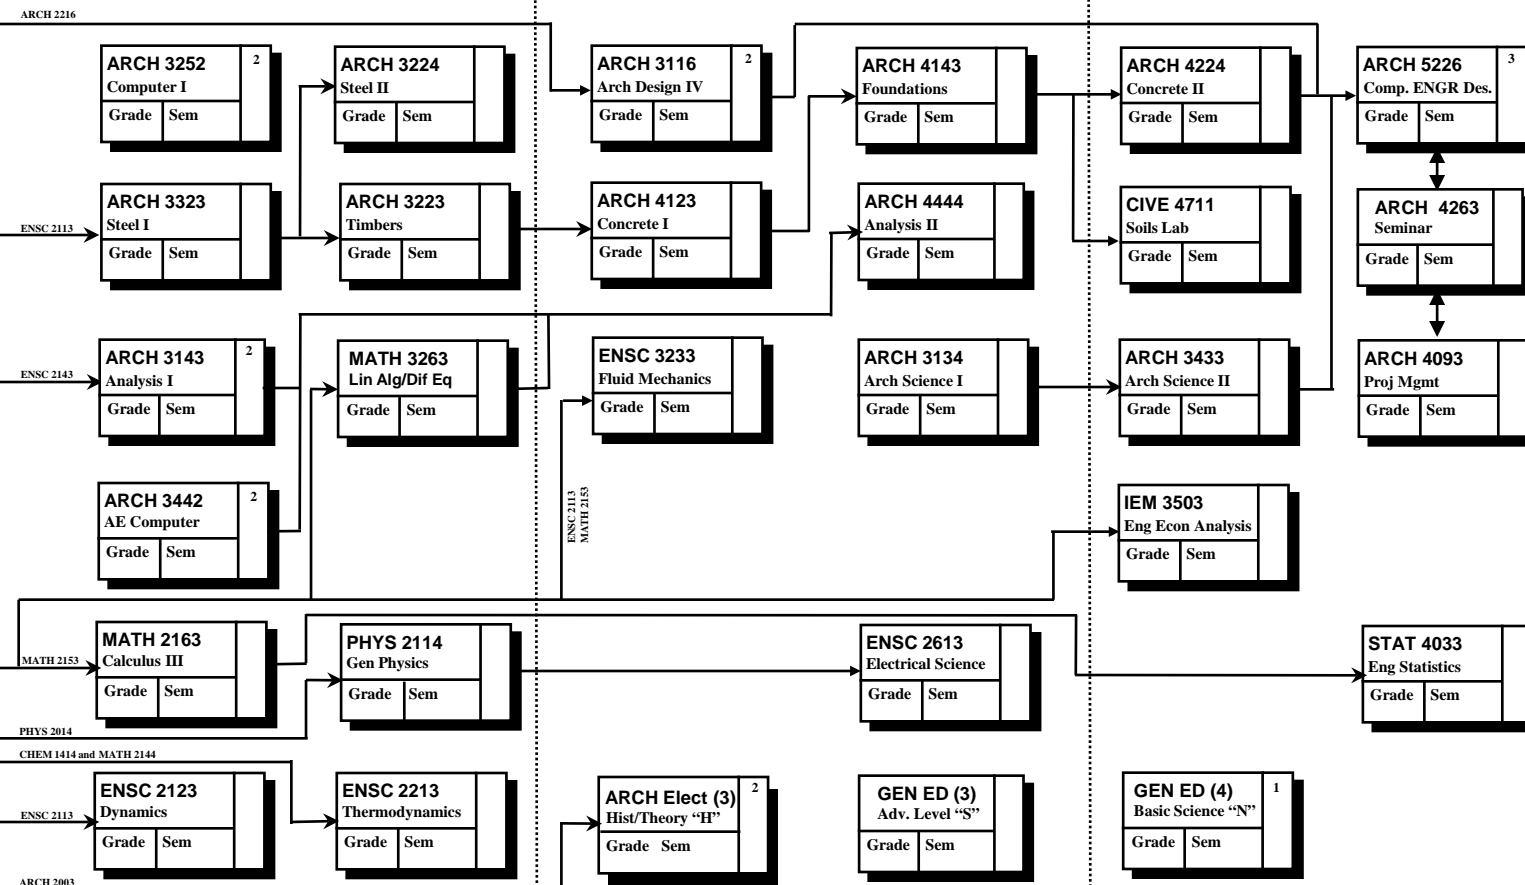 ARCH 2216
ARCH 3252
Computer I
2
Grade Sem
ARCH 3224
Steel II
Grade Sem
ARCH 3116
Arch Design IV
2
Grade Sem
ARCH 4143
Foundations
Grade Sem
ARCH 4224
Concrete II
Grade Sem
ARCH 5226
Comp. ENGR Des.
3
Grade Sem
ENSC 2113
ARCH 3323
Steel I
Grade Sem
ARCH 3223
Timbers
Grade Sem
ARCH 4123
Concrete I
Grade Sem
ARCH 4444
Analysis II
Grade Sem
CIVE 4711
Soils Lab
Grade Sem
ARCH 4263
Seminar
Grade Sem
ENSC 2143
ARCH 3143
Analysis I
2
Grade Sem
MATH 3263
Lin Alg/Dif Eq
Grade Sem
ENSC 3233
Fluid Mechanics
Grade Sem
ARCH 3134
Arch Science I
Grade Sem
ARCH 3433
Arch Science II
Grade Sem
ARCH 4093
Proj Mgmt
Grade Sem
ARCH 3442
AE Computer
2
Grade Sem
ENSC 2113
MATH 2153
IEM 3503
Eng Econ Analysis
Grade Sem
MATH 2153
MATH 2163
Calculus III
Grade Sem
PHYS 2114
Gen Physics
Grade Sem
ENSC 2613
Electrical Science
Grade Sem
STAT 4033
Eng Statistics
Grade Sem
PHYS 2014
CHEM 1414 and MATH 2144
ENSC 2113
ENSC 2123
Dynamics
Grade Sem
ENSC 2213
Thermodynamics
Grade Sem
ARCH Elect (3)
Hist/Theory “H”
2
Grade Sem
GEN ED (3)
Adv. Level “S”
Grade Sem
GEN ED (4)
Basic Science “N”
1
Grade Sem
ARCH 2003